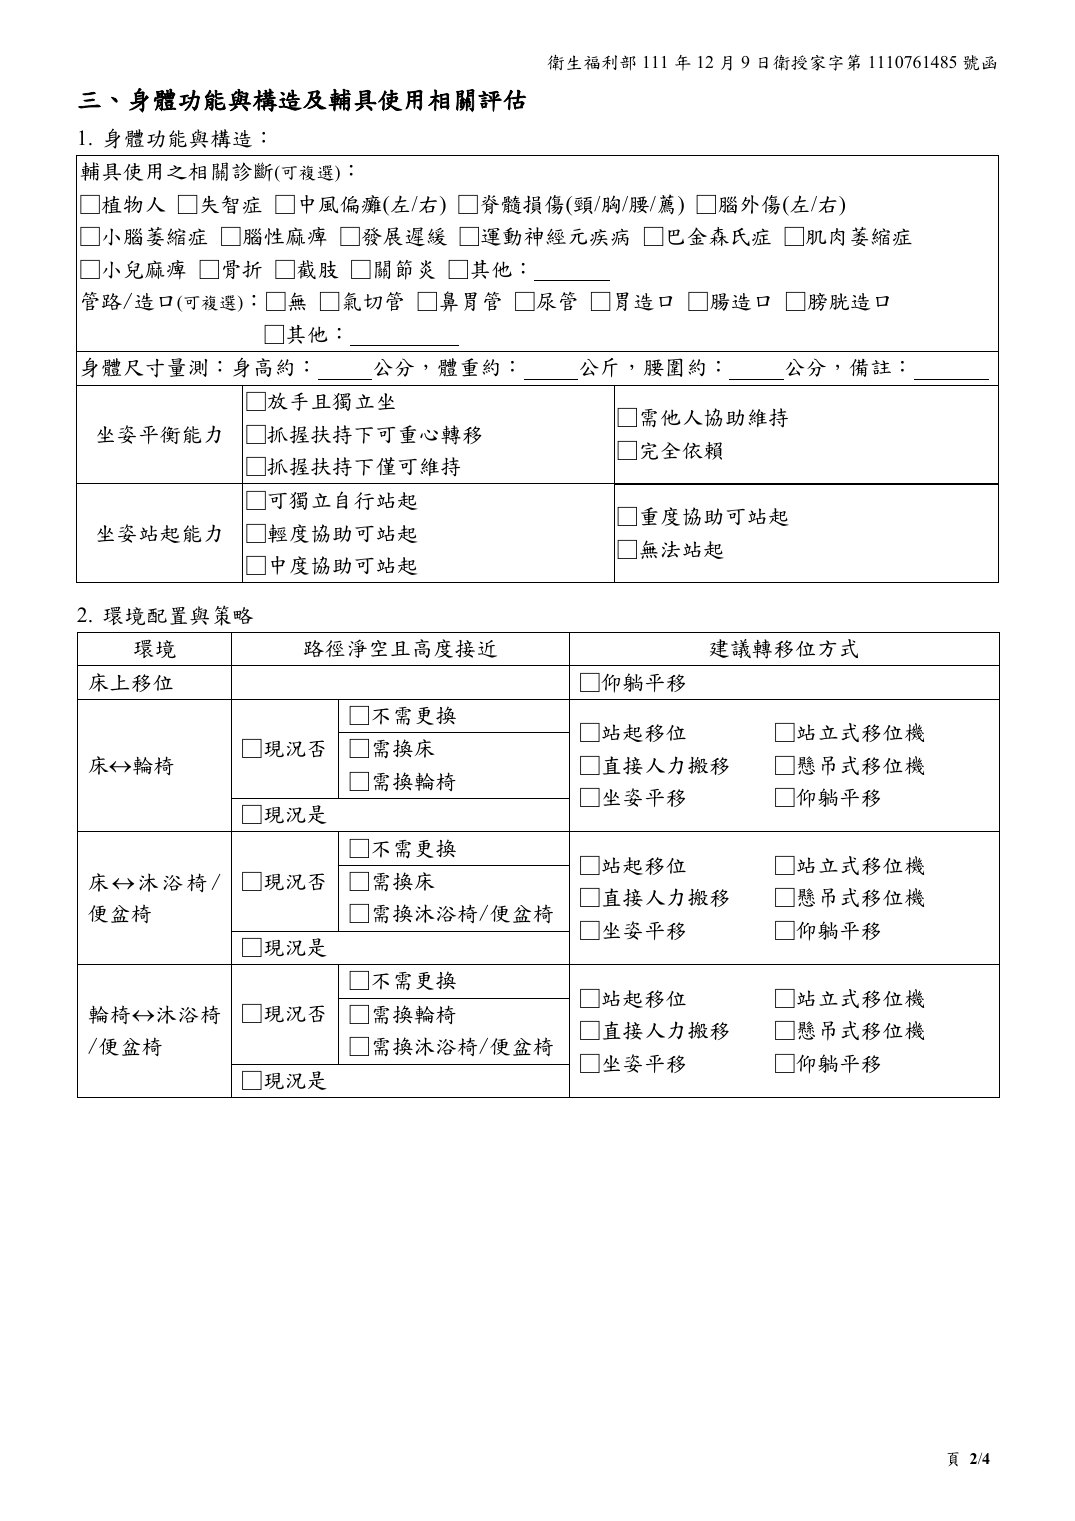 衛生福利部 111 年 12 月 9 日衛授家字第 1110761485 號函
三、身體功能與構造及輔具使用相關評估
1. 身體功能與構造：
輔具使用之相關診斷(可複選)：
□植物人 □失智症 □中風偏癱(左/右) □脊髓損傷(頸/胸/腰/薦) □腦外傷(左/右)
□小腦萎縮症 □腦性麻痺 □發展遲緩 □運動神經元疾病 □巴金森氏症 □肌肉萎縮症
□小兒麻痺 □骨折 □截肢 □關節炎 □其他：_______
管路/造口(可複選)：□無 □氣切管 □鼻胃管 □尿管 □胃造口 □腸造口 □膀胱造口
□其他：__________
身體尺寸量測：身高約：_____公分，體重約：_____公斤，腰圍約：_____公分，備註：_______
坐姿平衡能力
□放手且獨立坐
□抓握扶持下可重心轉移
□抓握扶持下僅可維持
□需他人協助維持
□完全依賴
坐姿站起能力
□可獨立自行站起
□輕度協助可站起
□中度協助可站起
□重度協助可站起
□無法站起
2. 環境配置與策略
環境 路徑淨空且高度接近 建議轉移位方式
床上移位 □仰躺平移
床↔輪椅
□現況否
□不需更換
□需換床
□需換輪椅
□現況是
□站起移位 □站立式移位機
□直接人力搬移 □懸吊式移位機
□坐姿平移 □仰躺平移
床↔沐浴椅/
便盆椅
□現況否
□不需更換
□需換床
□需換沐浴椅/便盆椅
□現況是
□站起移位 □站立式移位機
□直接人力搬移 □懸吊式移位機
□坐姿平移 □仰躺平移
輪椅↔沐浴椅
/便盆椅
□現況否
□不需更換
□需換輪椅
□需換沐浴椅/便盆椅
□現況是
□站起移位 □站立式移位機
□直接人力搬移 □懸吊式移位機
□坐姿平移 □仰躺平移
頁 2/4